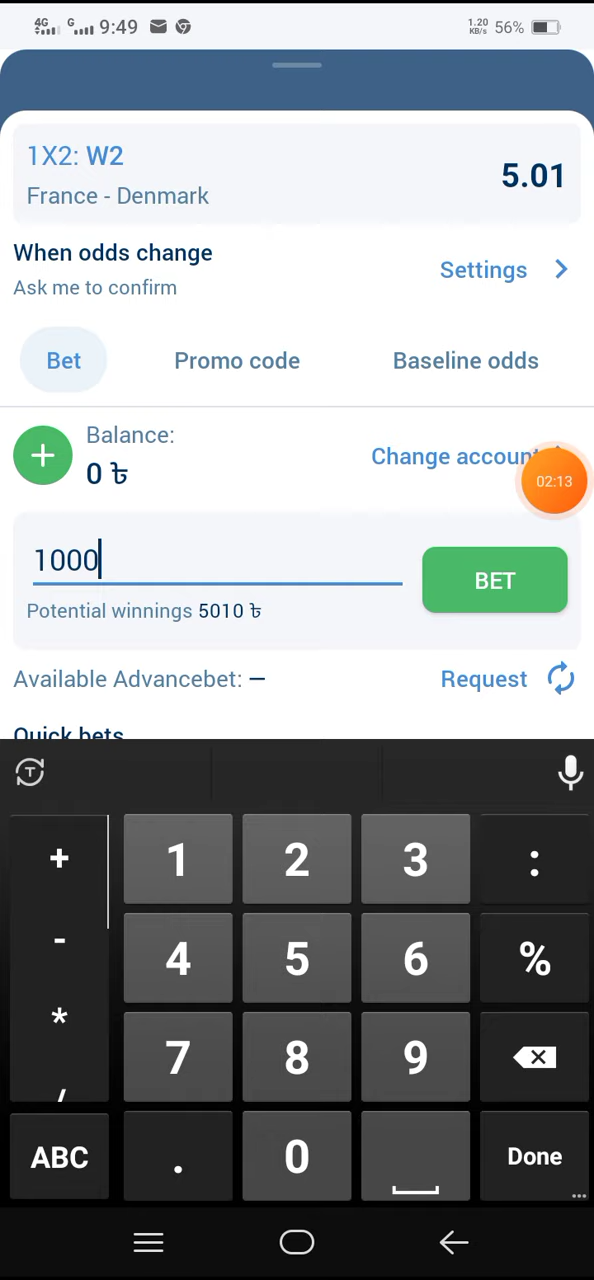 4G G 9:49 1.20 KB/s 56%
1X2: W2
France - Denmark
5.01
When odds change
Ask me to confirm
Settings
Bet Promo code Baseline odds
Balance:
0 ৳
Change account
02:13
1000
BET
Potential winnings 5010 ৳
Available Advancebet: —
Request
Quick bets
T
+ 1 2 3 :
- 4 5 6 %
* 7 8 9
/
ABC . 0 Done